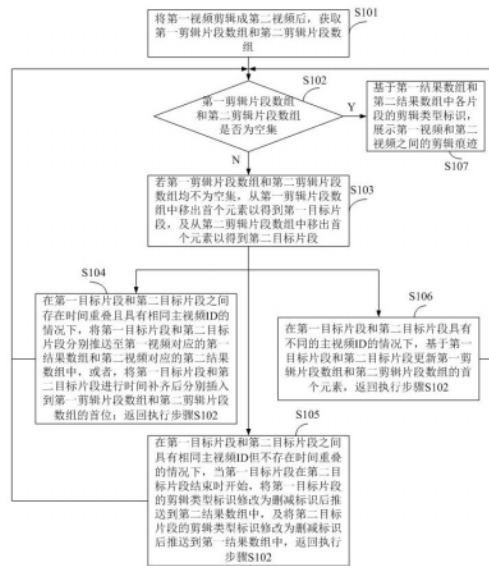 S101
将第一视频剪辑成第二视频后，获取
第一剪辑片段数组和第二剪辑片段数
组
S102
第一剪辑片段数组
和第二剪辑片段数组
是否为空集
Y
基于第一结果数组和
第二结果数组中各片
段的剪辑类型标识，
展示第一视频和第二
视频之间的剪辑痕迹
S107
N
S103
若第一剪辑片段数组和第二剪辑片段
数组均不为空集，从第一剪辑片段数
组中移出首个元素以得到第一目标片
段，及从第二剪辑片段数组中移出首
个元素以得到第二目标片段
S104
在第一目标片段和第二目标片段之间
存在时间重叠且具有相同主视频ID的
情况下，将第一目标片段和第二目标
片段分别推送至第一视频对应的第一
结果数组和第二视频对应的第二结果
数组中，或者，将第一目标片段和第
二目标片段进行时间补齐后分别插入
到第一剪辑片段数组和第二剪辑片段
数组的首位；返回执行步骤S102
S106
在第一目标片段和第二目标片段具有
不同的主视频ID的情况下，基于第一
目标片段和第二目标片段更新第一剪
辑片段数组和第二剪辑片段数组的首
个元素，返回执行步骤S102
S105
在第一目标片段和第二目标片段之间
具有相同主视频ID但不存在时间重叠
的情况下，当第一目标片段在第二目
标片段结束时开始，将第一目标片段
的剪辑类型标识修改为删减标识后推
送到第二结果数组中，及将第二目标
片段的剪辑类型标识修改为删减标识
后推送到第一结果数组中，返回执行
步骤S102